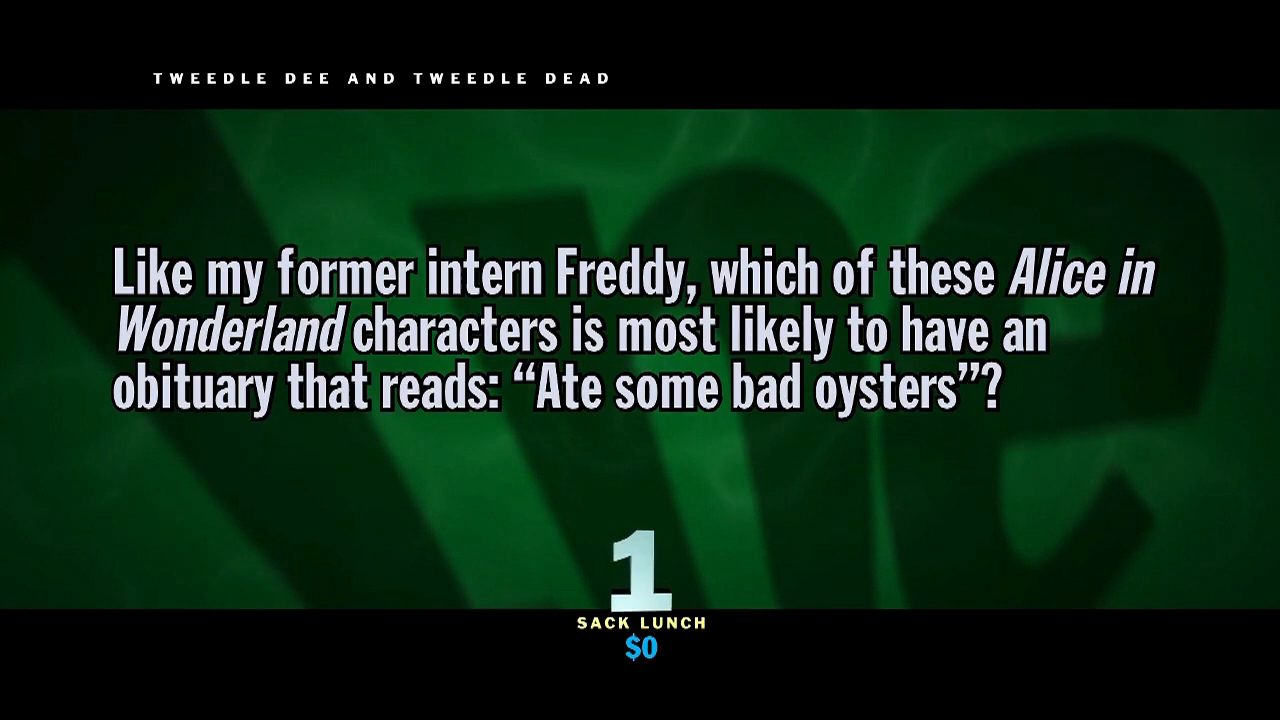 TWEEDLE DEE AND TWEEDLE DEAD
Like my former intern Freddy, which of these Alice in
Wonderland characters is most likely to have an
obituary that reads: “Ate some bad oysters”?
1
SACK LUNCH
$0